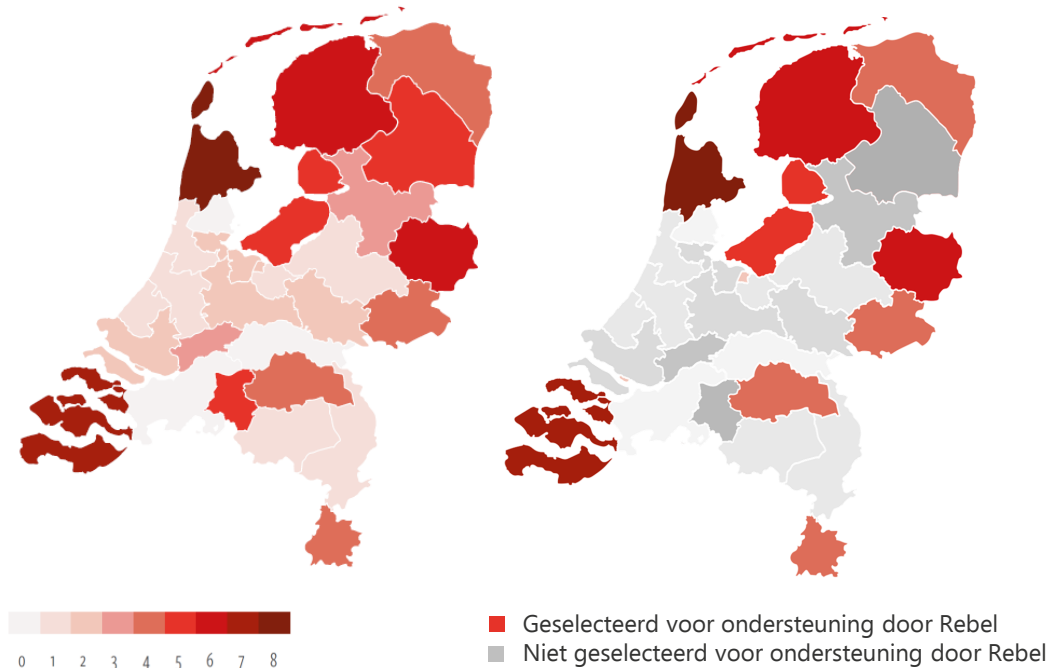 0 1 2 3 4 5 6 7 8
Geselecteerd voor ondersteuning door Rebel
Niet geselecteerd voor ondersteuning door Rebel